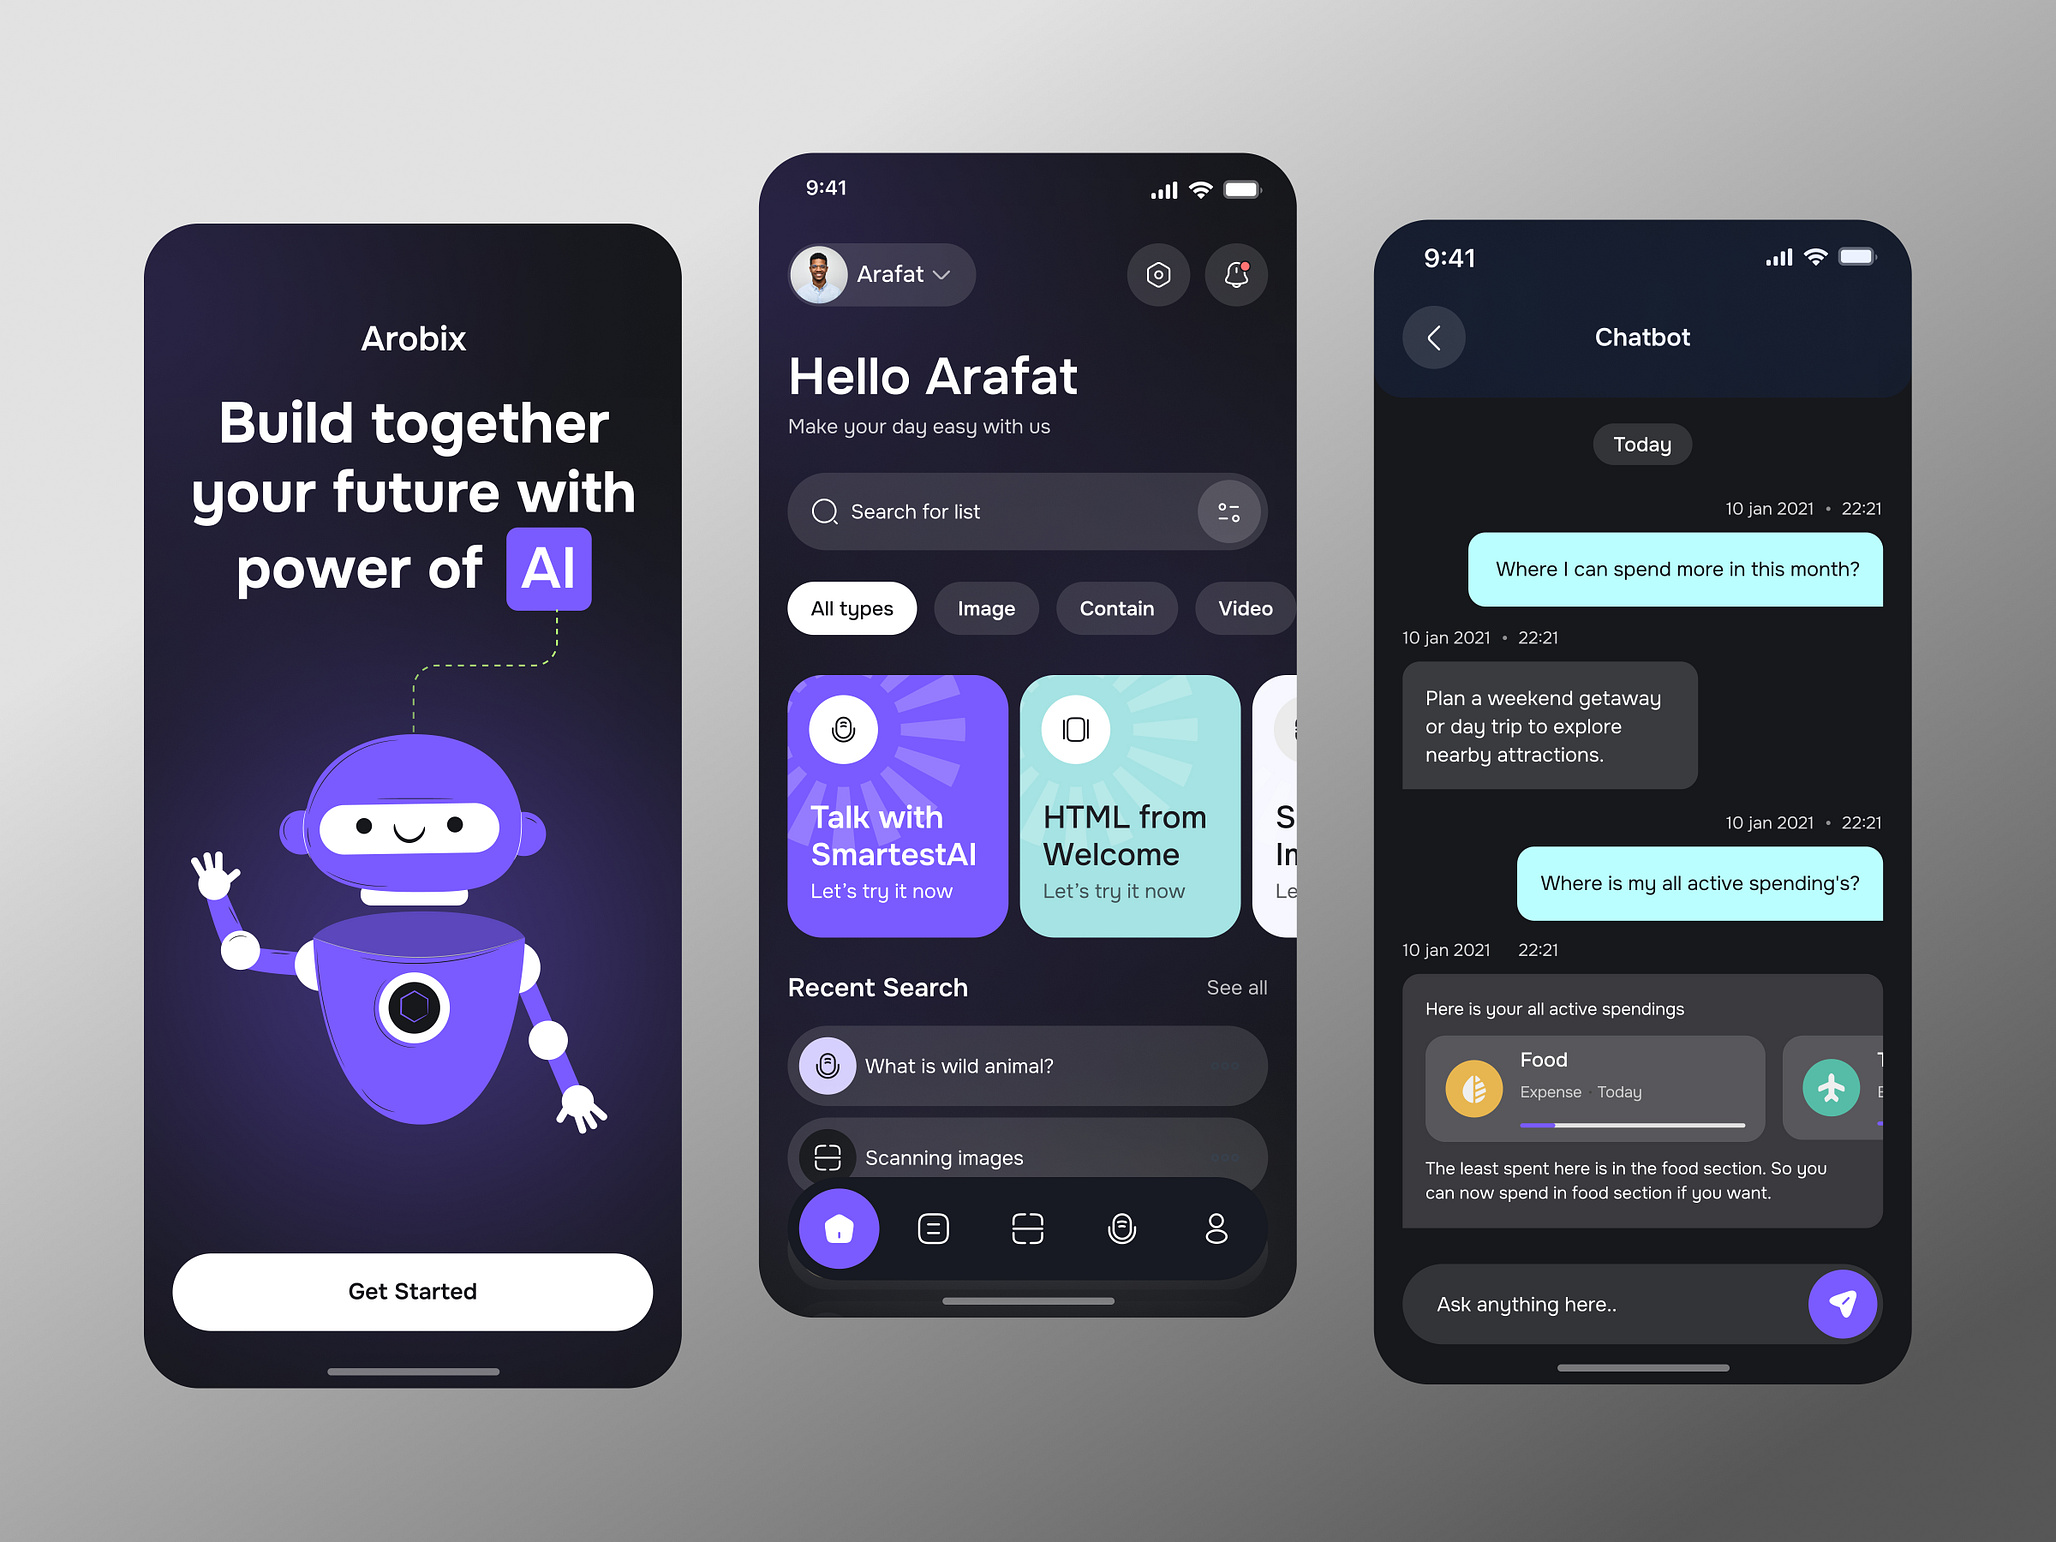 Arobix
Build together
your future with
power of AI
Get Started
9:41
Arafat
Hello Arafat
Make your day easy with us
Search for list
All types
Image
Contain
Video
Talk with
SmartestAI
Let's try it now
HTML from
Welcome
Let's try it now
S
Im
Le
Recent Search
See all
What is wild animal?
Scanning images
9:41
Chatbot
Today
10 jan 2021 • 22:21
Where I can spend more in this month?
10 jan 2021 • 22:21
Plan a weekend getaway
or day trip to explore
nearby attractions.
10 jan 2021 • 22:21
Where is my all active spending's?
10 jan 2021 22:21
Here is your all active spendings
Food
Expense · Today
The least spent here is in the food section. So you
can now spend in food section if you want.
Ask anything here..